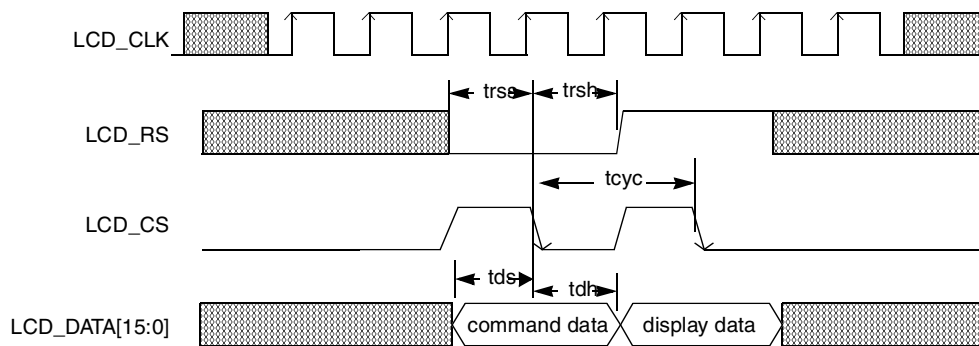 LCD_CLK
trss trsh
LCD_RS
tcyc
LCD_CS
tds tdh
LCD_DATA[15:0] command data display data